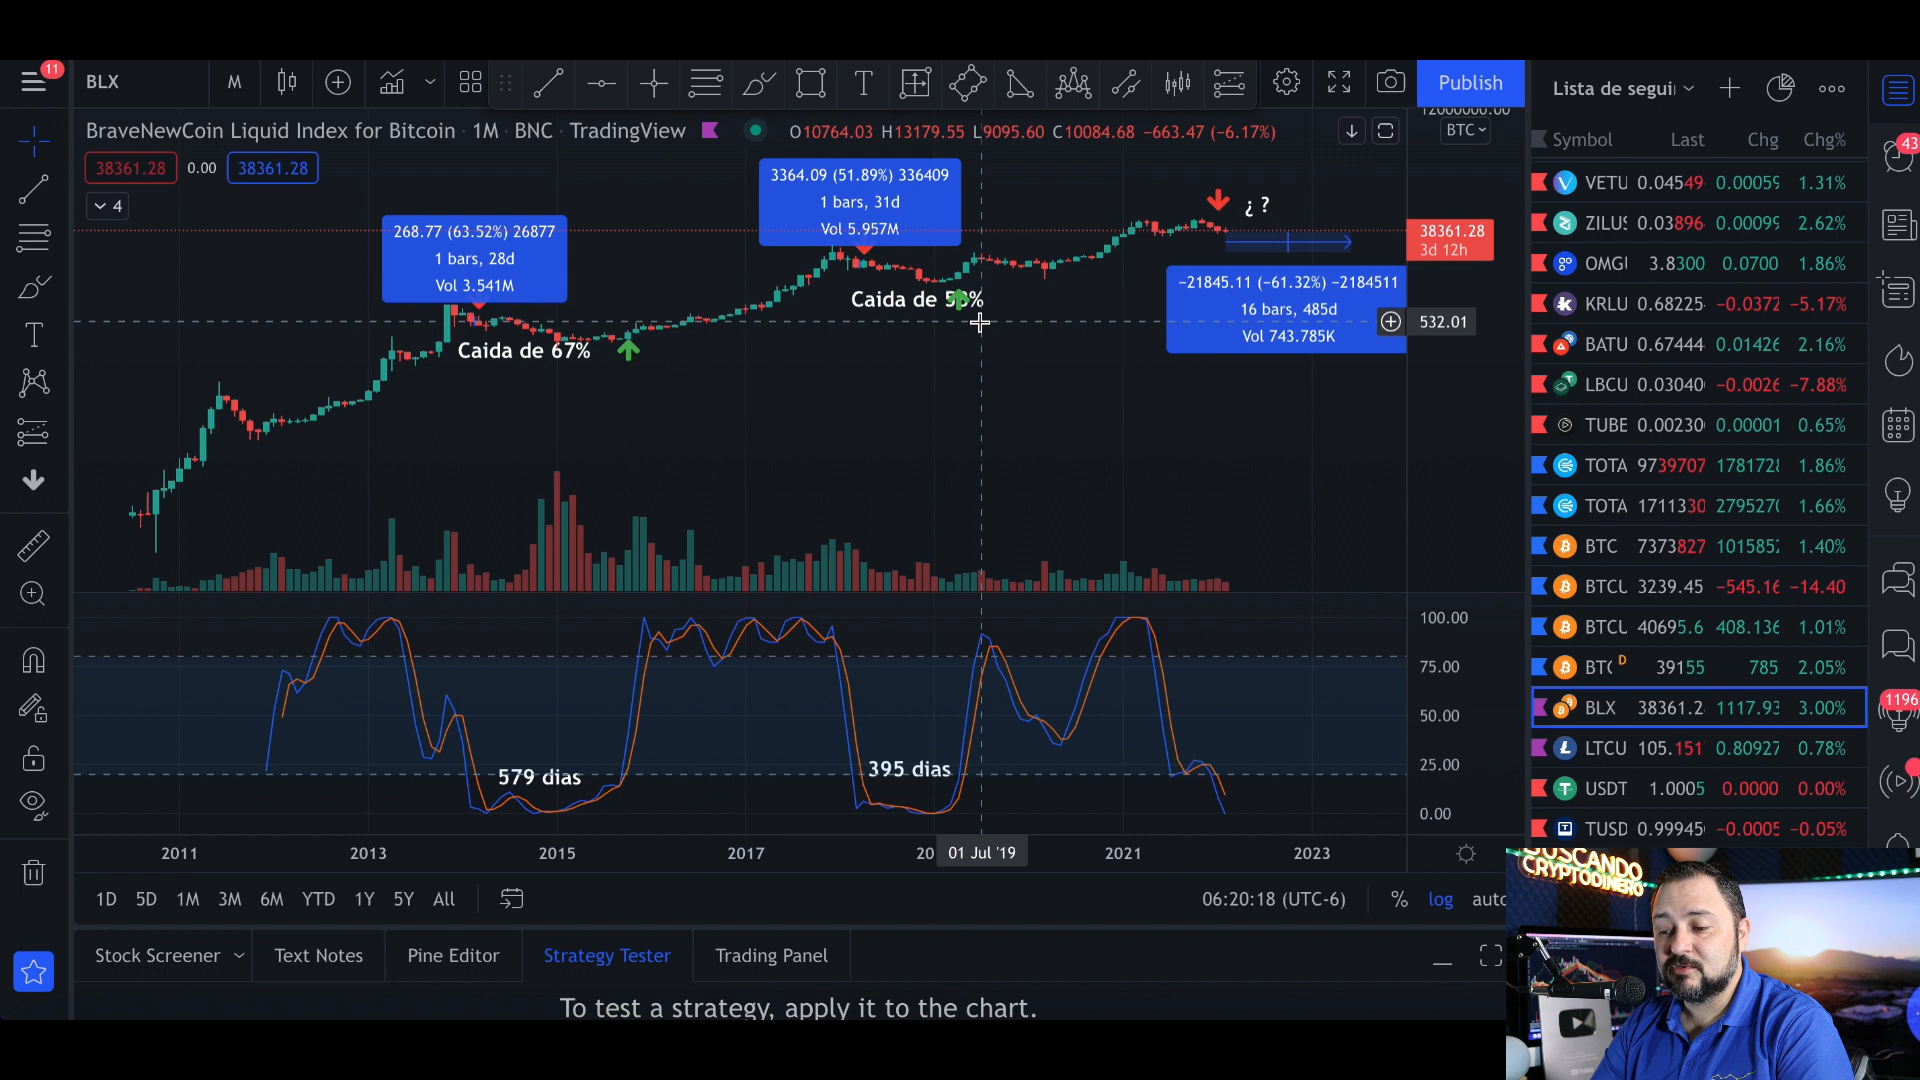 11
BLX
M
Publish
Lista de segui
BraveNewCoin Liquid Index for Bitcoin · 1M · BNC · TradingView
O10764.03 H13179.55 L9095.60 C10084.68 −663.47 (−6.17%)
12000000.00
BTC
38361.28 0.00 38361.28
4
268.77 (63.52%) 26877
1 bars, 28d
Vol 3.541M
3364.09 (51.89%) 336409
1 bars, 31d
Vol 5.957M
¿ ?
38361.28
3d 12h
−21845.11 (−61.32%) −2184511
16 bars, 485d
Vol 743.785K
532.01
Caida de 67%
Caida de 5 %
579 dias
395 dias
100.00
75.00
50.00
25.00
0.00
2011 2013 2015 2017 20 01 Jul '19 2021 2023
1D 5D 1M 3M 6M YTD 1Y 5Y All
06:20:18 (UTC-6) % log auto
Stock Screener Text Notes Pine Editor Strategy Tester Trading Panel
To test a strategy, apply it to the chart.
Symbol Last Chg Chg%
VETU 0.04549 0.00059 1.31%
ZILUS 0.03896 0.00099 2.62%
OMGU 3.8300 0.0700 1.86%
KRLU 0.68225 −0.0372 −5.17%
BATU 0.67444 0.01426 2.16%
LBCU 0.03040 −0.0026 −7.88%
TUBE 0.00230 0.00001 0.65%
TOTA 9739707 1781728 1.86%
TOTA 1711330 2795270 1.66%
BTC 7373827 1015852 1.40%
BTCU 3239.45 −545.16 −14.40
BTCU 40695.6 408.136 1.01%
BTC D 39155 785 2.05%
BLX 38361.2 1117.93 3.00%
LTCU 105.151 0.80927 0.78%
USDT 1.0005 0.0000 0.00%
TUSD 0.99945 −0.0005 −0.05%
43
1196
BUSCANDO
CRYPTODINERO